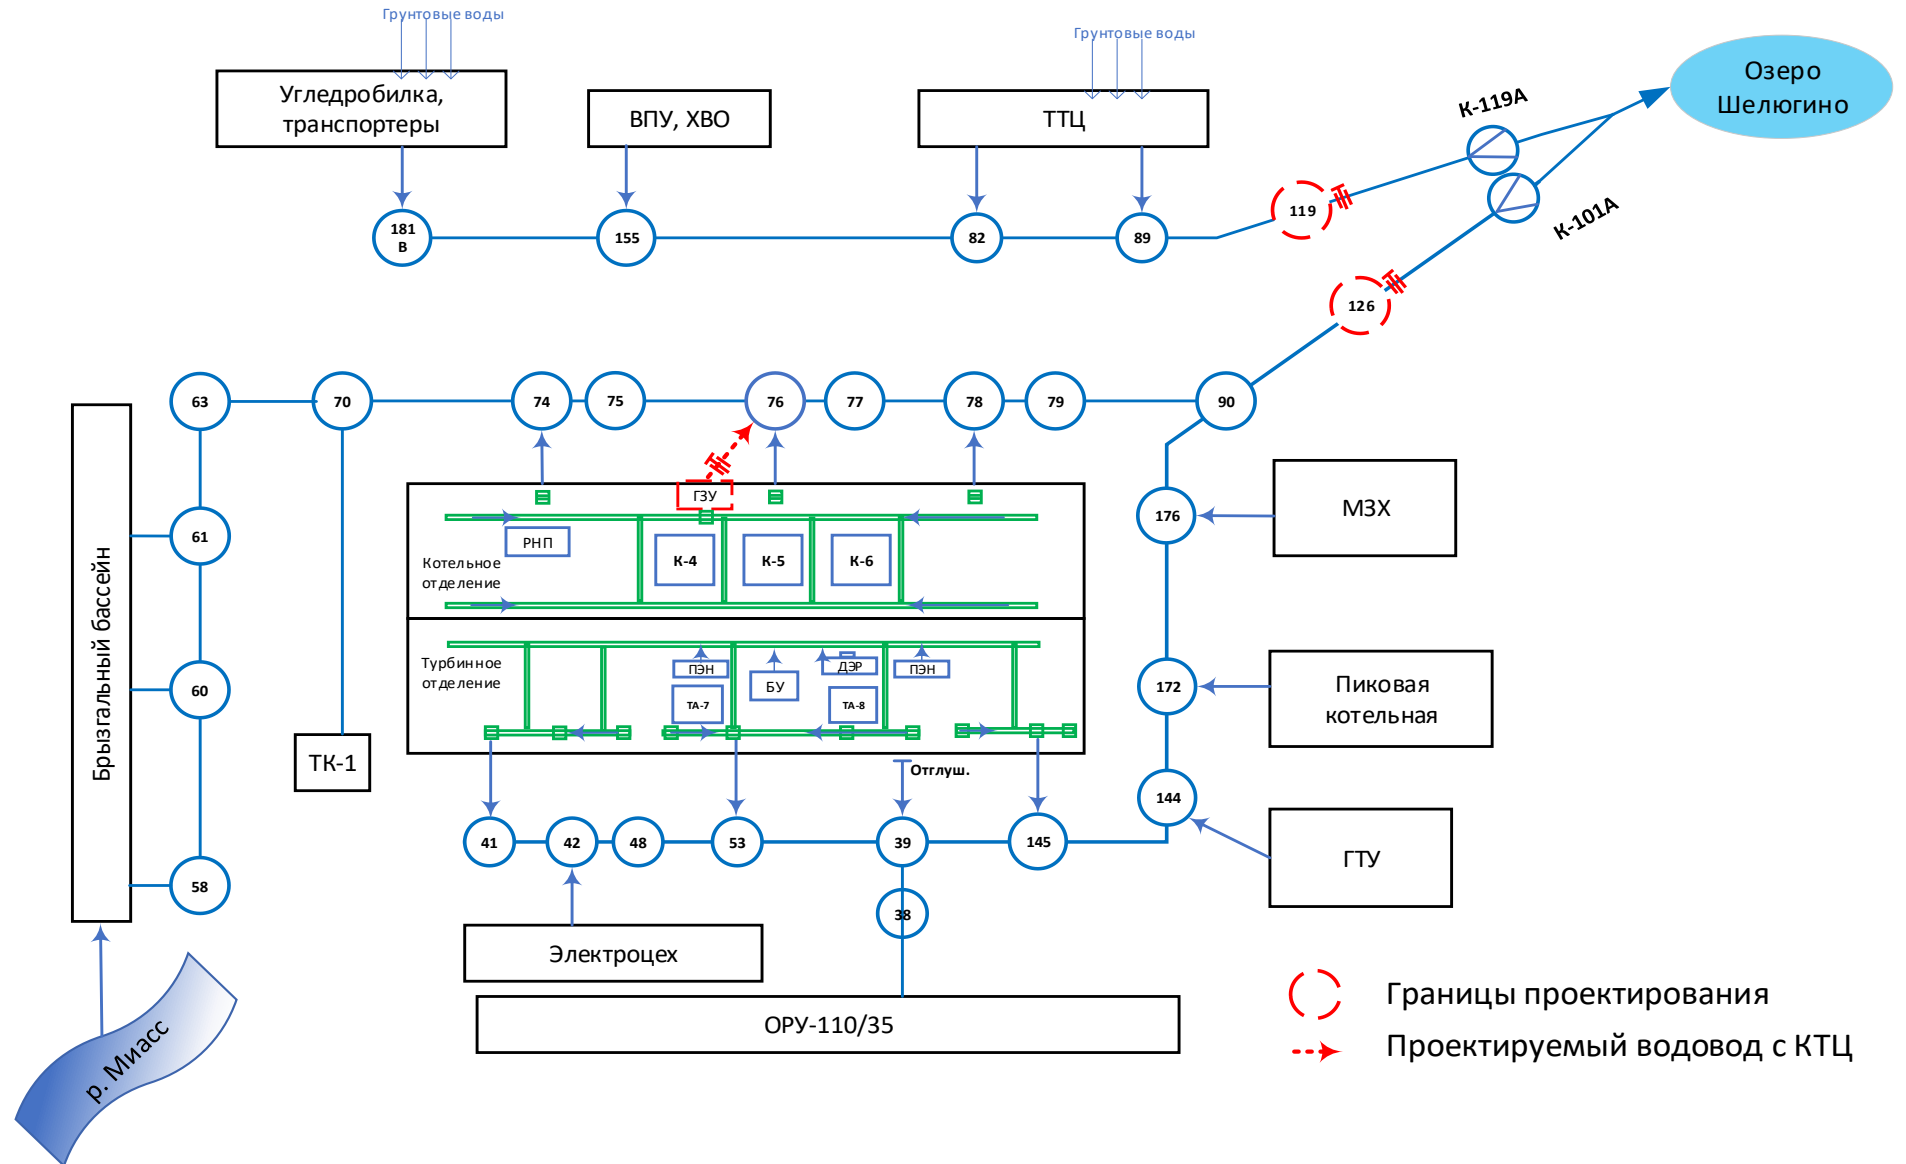 Грунтовые воды
Грунтовые воды
Угледробилка,
транспортеры
ВПУ, ХВО
ТТЦ
К-119А
Озеро
Шелюгино
К-101А
181
В
155
82
89
119
126
63
70
74
75
76
77
78
79
90
61
60
58
Брызгальный бассейн
р. Миасс
ТК-1
ГЗУ
РНП
К-4
К-5
К-6
Котельное
отделение
Турбинное
отделение
ПЭН
БУ
ДЭР
ПЭН
ТА-7
ТА-8
Отглуш.
176
МЗХ
172
Пиковая
котельная
144
ГТУ
41
42
48
53
39
145
38
Электроцех
ОРУ-110/35
Границы проектирования
Проектируемый водовод с КТЦ